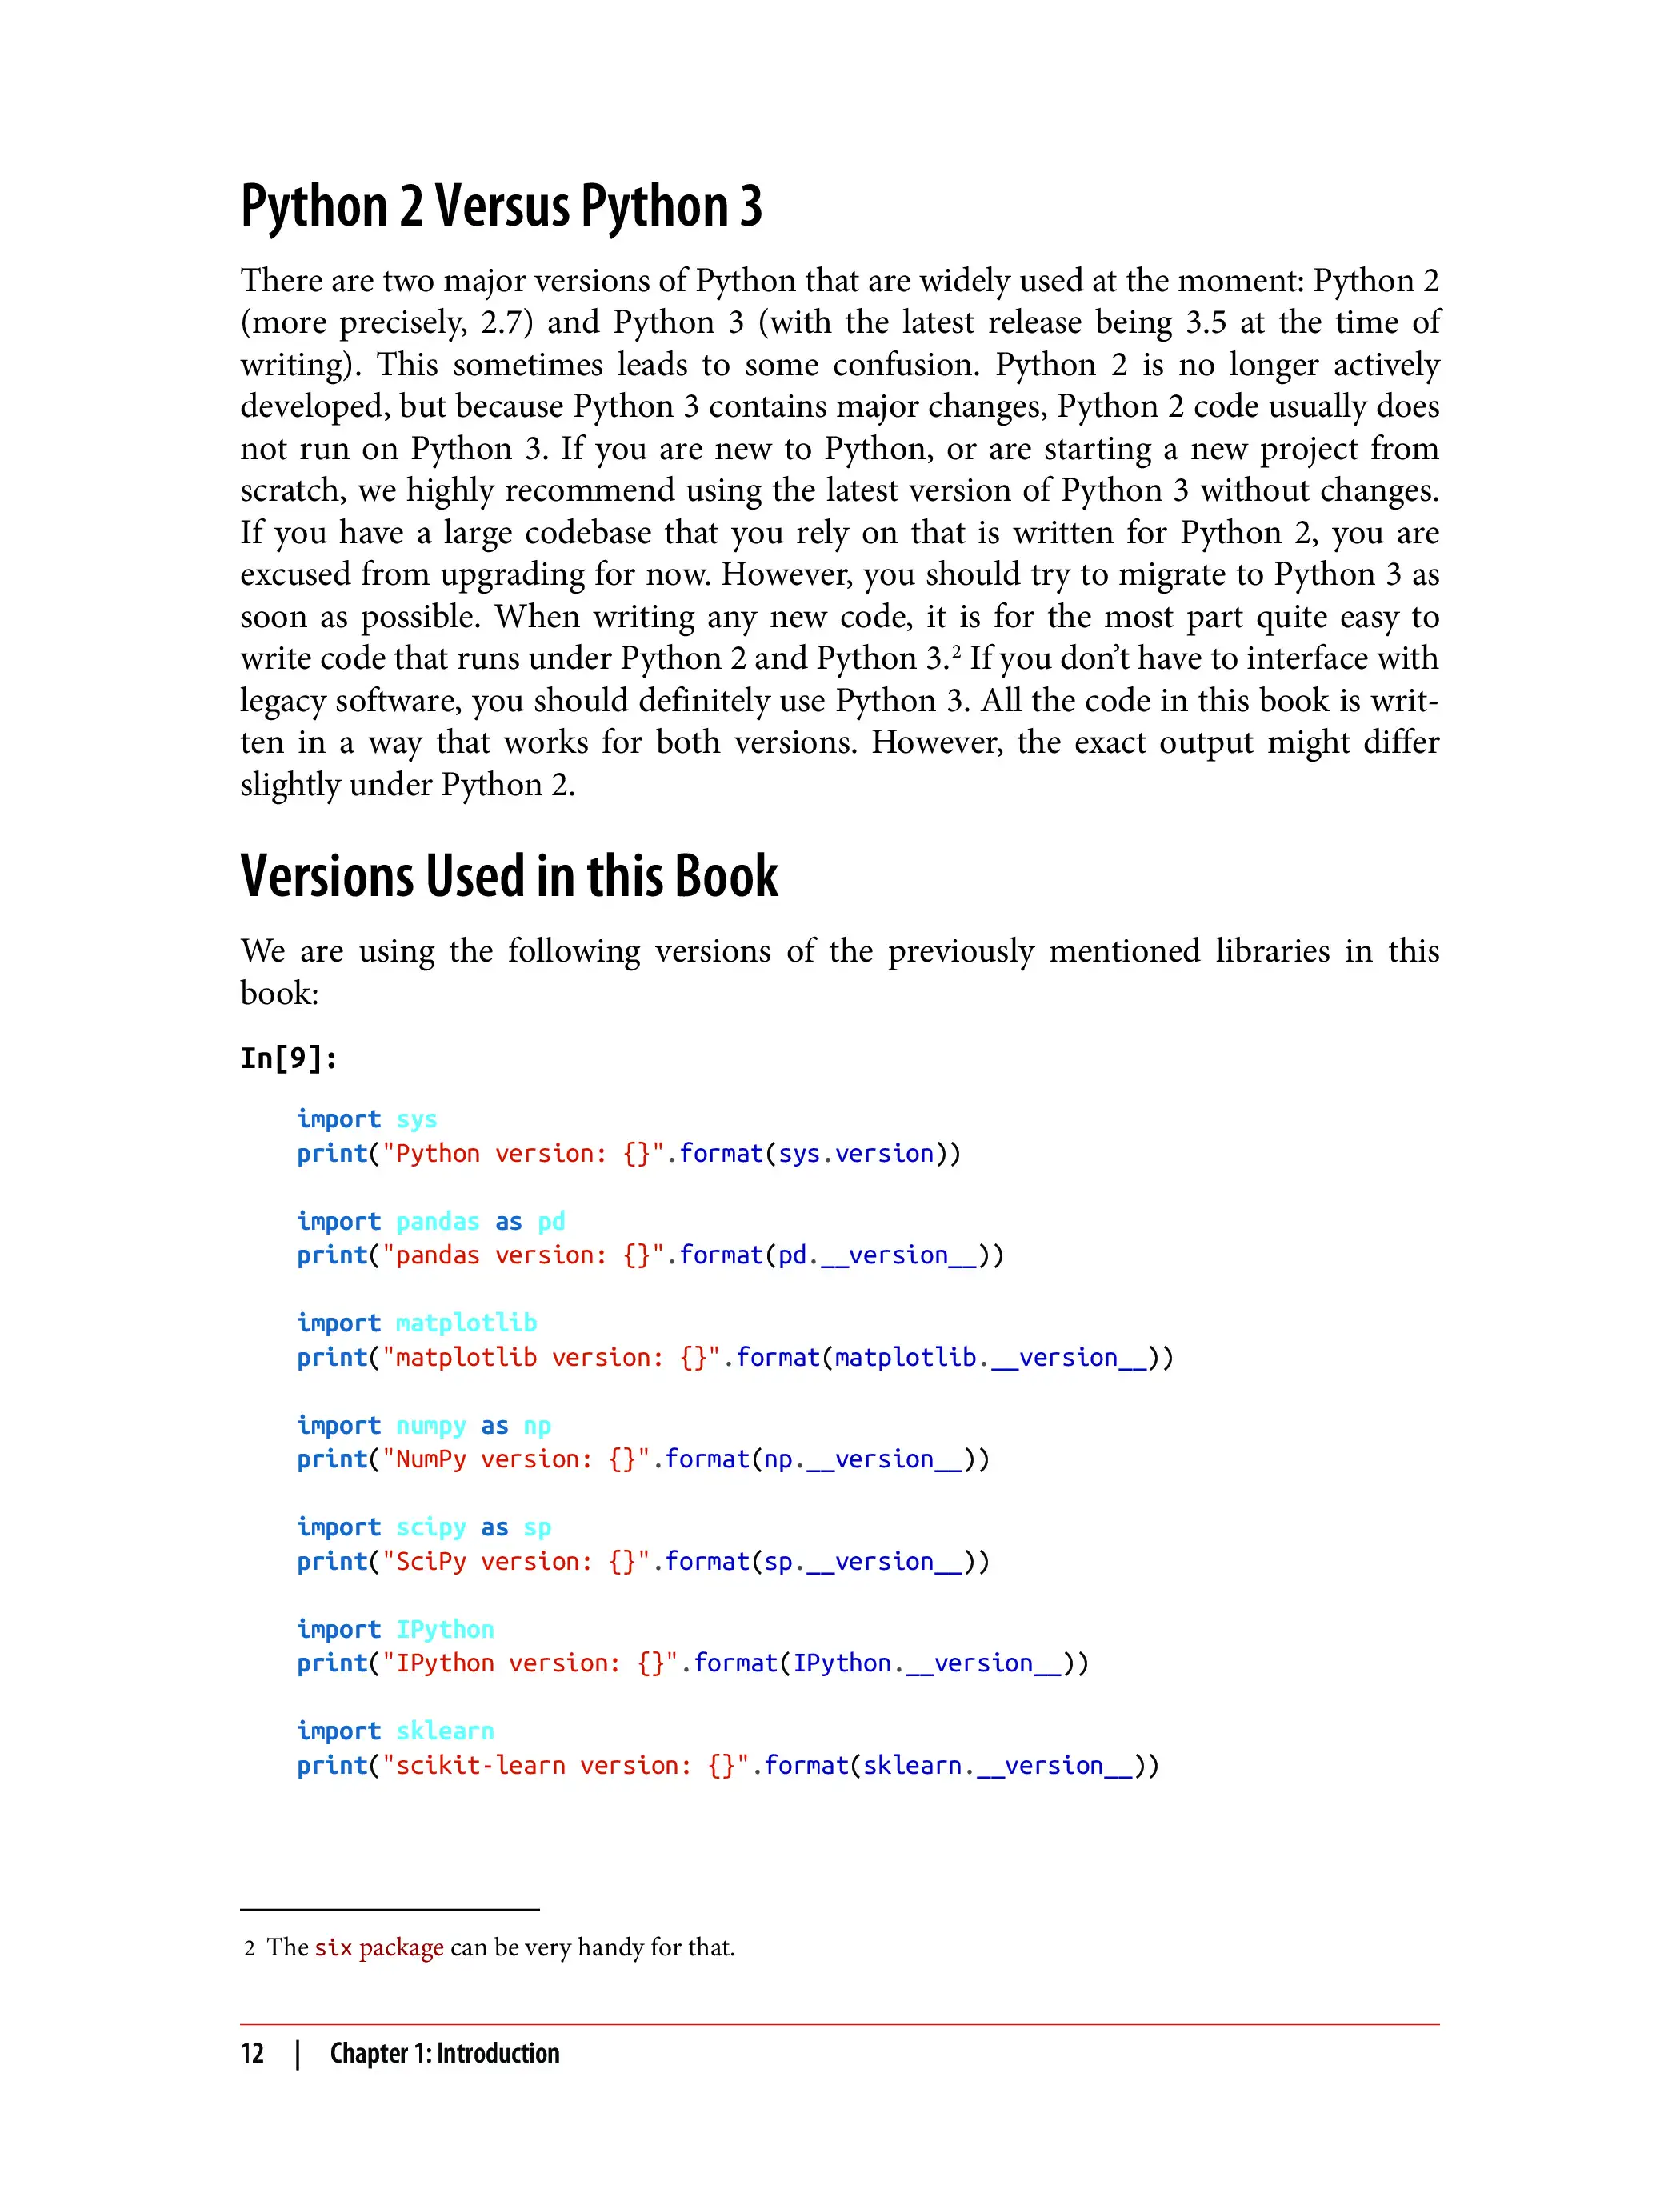 Python 2 Versus Python 3
There are two major versions of Python that are widely used at the moment: Python 2
(more precisely, 2.7) and Python 3 (with the latest release being 3.5 at the time of
writing). This sometimes leads to some confusion. Python 2 is no longer actively
developed, but because Python 3 contains major changes, Python 2 code usually does
not run on Python 3. If you are new to Python, or are starting a new project from
scratch, we highly recommend using the latest version of Python 3 without changes.
If you have a large codebase that you rely on that is written for Python 2, you are
excused from upgrading for now. However, you should try to migrate to Python 3 as
soon as possible. When writing any new code, it is for the most part quite easy to
write code that runs under Python 2 and Python 3.² If you don’t have to interface with
legacy software, you should definitely use Python 3. All the code in this book is writ-
ten in a way that works for both versions. However, the exact output might differ
slightly under Python 2.
Versions Used in this Book
We are using the following versions of the previously mentioned libraries in this
book:
In[9]:
import sys
print("Python version: {}".format(sys.version))
import pandas as pd
print("pandas version: {}".format(pd.__version__))
import matplotlib
print("matplotlib version: {}".format(matplotlib.__version__))
import numpy as np
print("NumPy version: {}".format(np.__version__))
import scipy as sp
print("SciPy version: {}".format(sp.__version__))
import IPython
print("IPython version: {}".format(IPython.__version__))
import sklearn
print("scikit-learn version: {}".format(sklearn.__version__))
2 The six package can be very handy for that.
12 | Chapter 1: Introduction